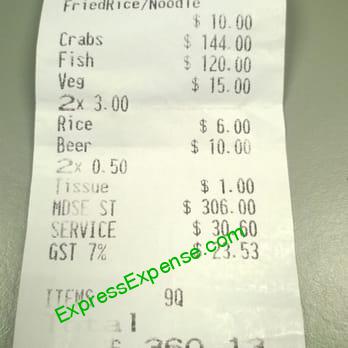 FriedRice/Noodle
$ 10.00
Crabs $ 144.00
Fish $ 120.00
Veg $ 15.00
2x 3.00
Rice $ 6.00
Beer $ 10.00
2x 0.50
Tissue $ 1.00
MDSE ST $ 306.00
SERVICE $ 30.60
GST 7% $ 23.53
ITEMS 9Q
Total
$ 360.13
ExpressExpense.com